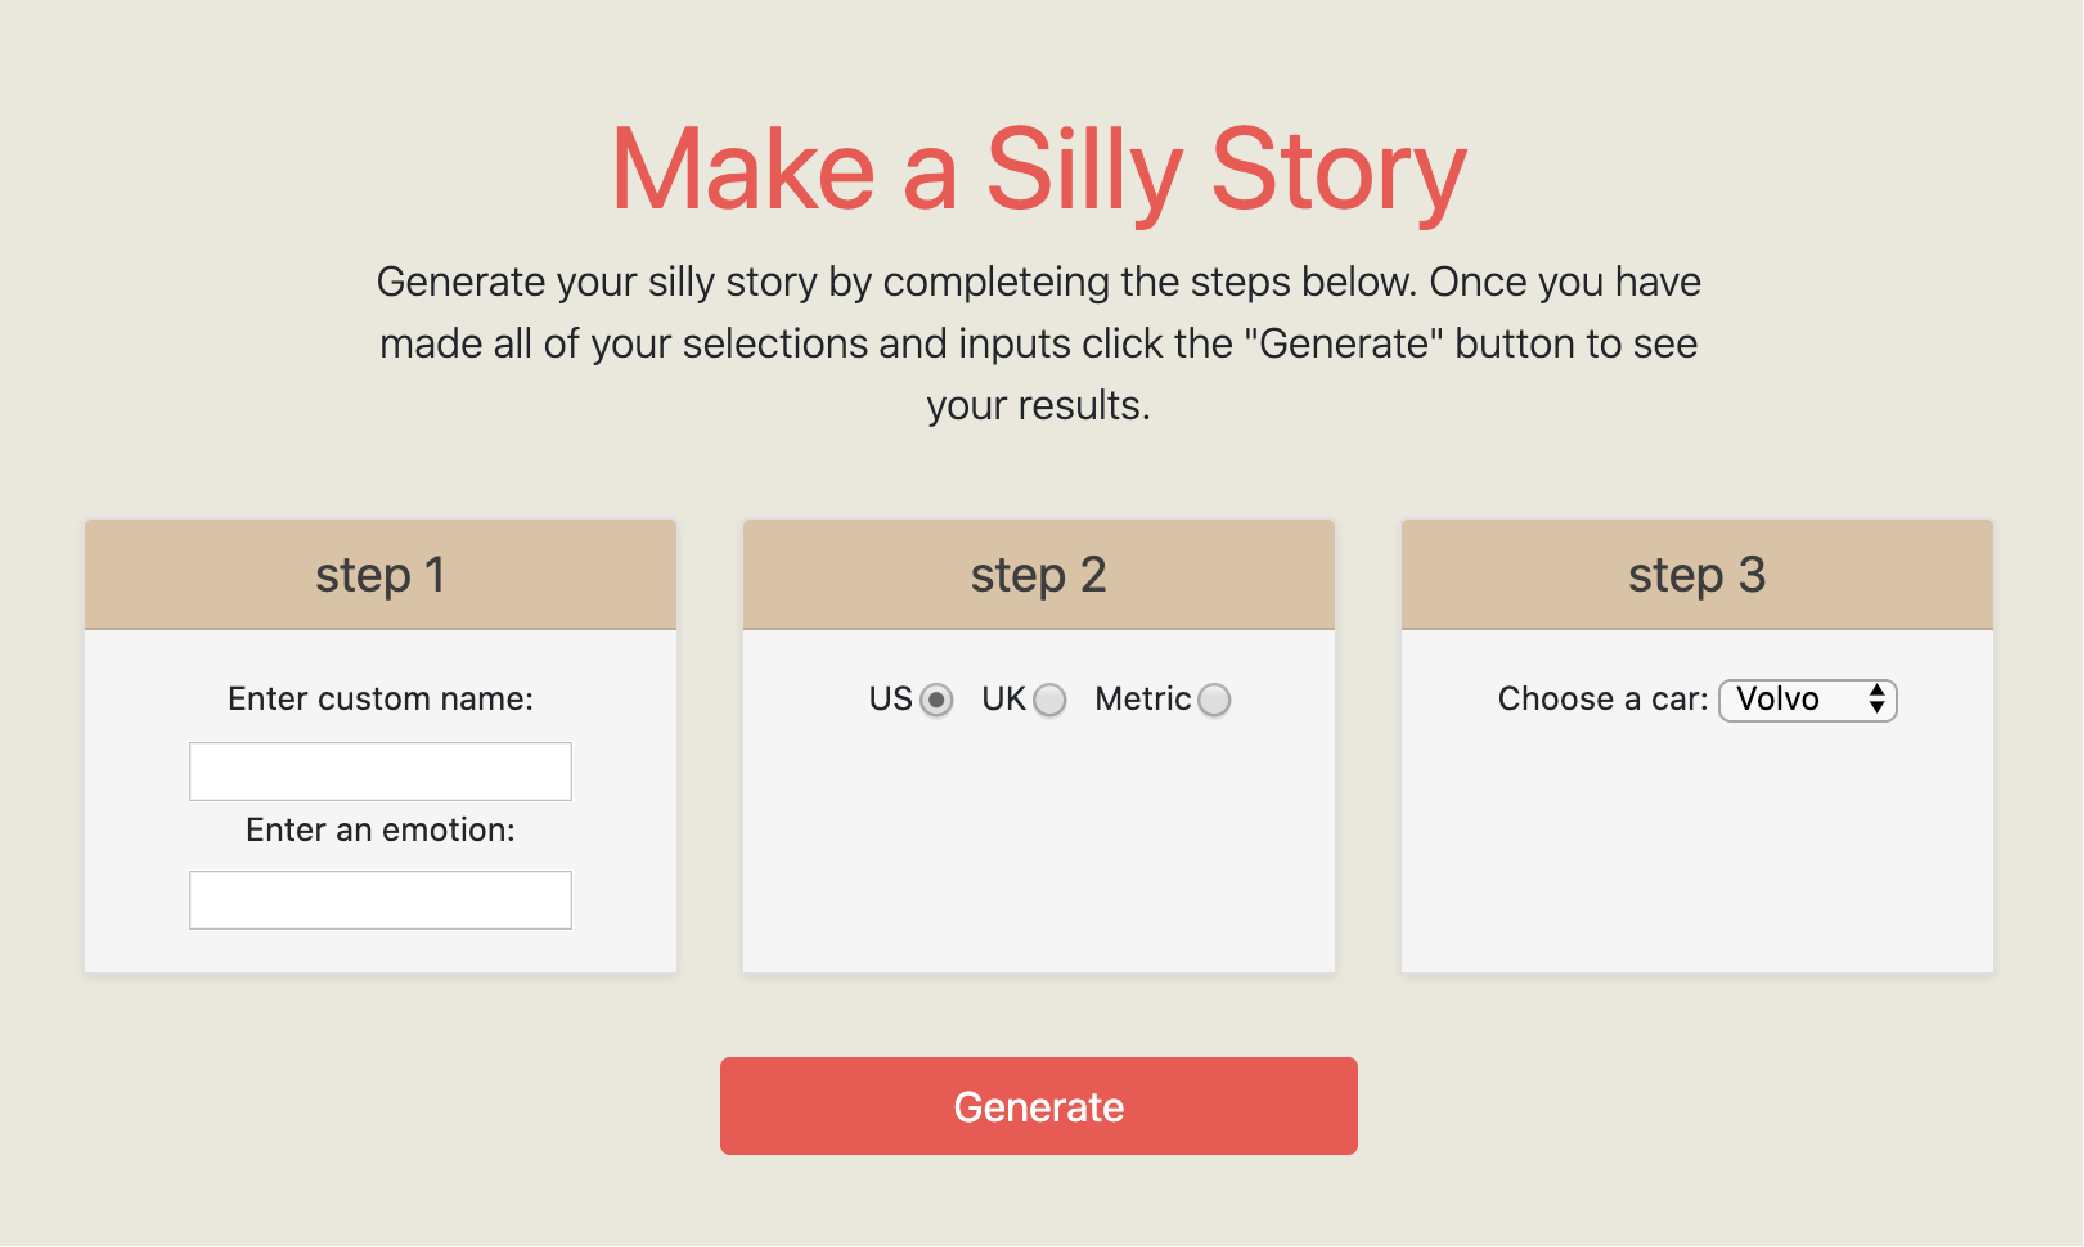 Make a Silly Story
Generate your silly story by completeing the steps below. Once you have
made all of your selections and inputs click the "Generate" button to see
your results.
step 1
Enter custom name:
Enter an emotion:
step 2
US UK Metric
step 3
Choose a car: Volvo
Generate